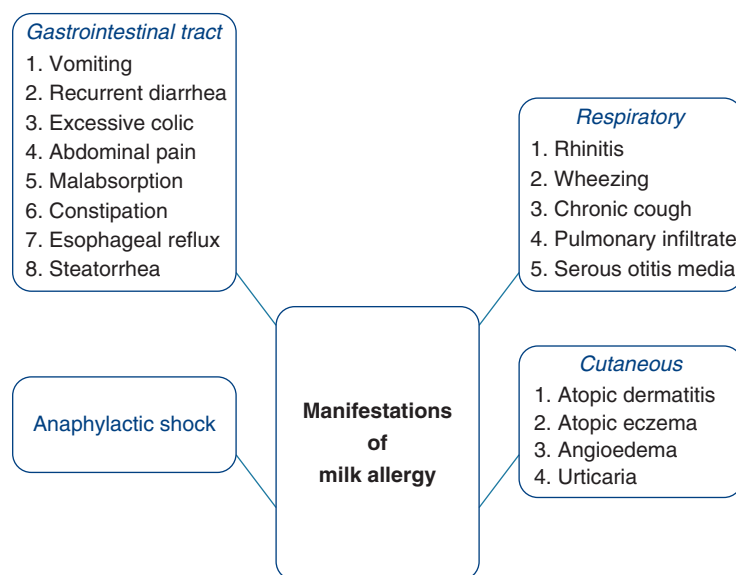 Gastrointestinal tract
1. Vomiting
2. Recurrent diarrhea
3. Excessive colic
4. Abdominal pain
5. Malabsorption
6. Constipation
7. Esophageal reflux
8. Steatorrhea
Respiratory
1. Rhinitis
2. Wheezing
3. Chronic cough
4. Pulmonary infiltrate
5. Serous otitis media
Anaphylactic shock
Manifestations
of
milk allergy
Cutaneous
1. Atopic dermatitis
2. Atopic eczema
3. Angioedema
4. Urticaria